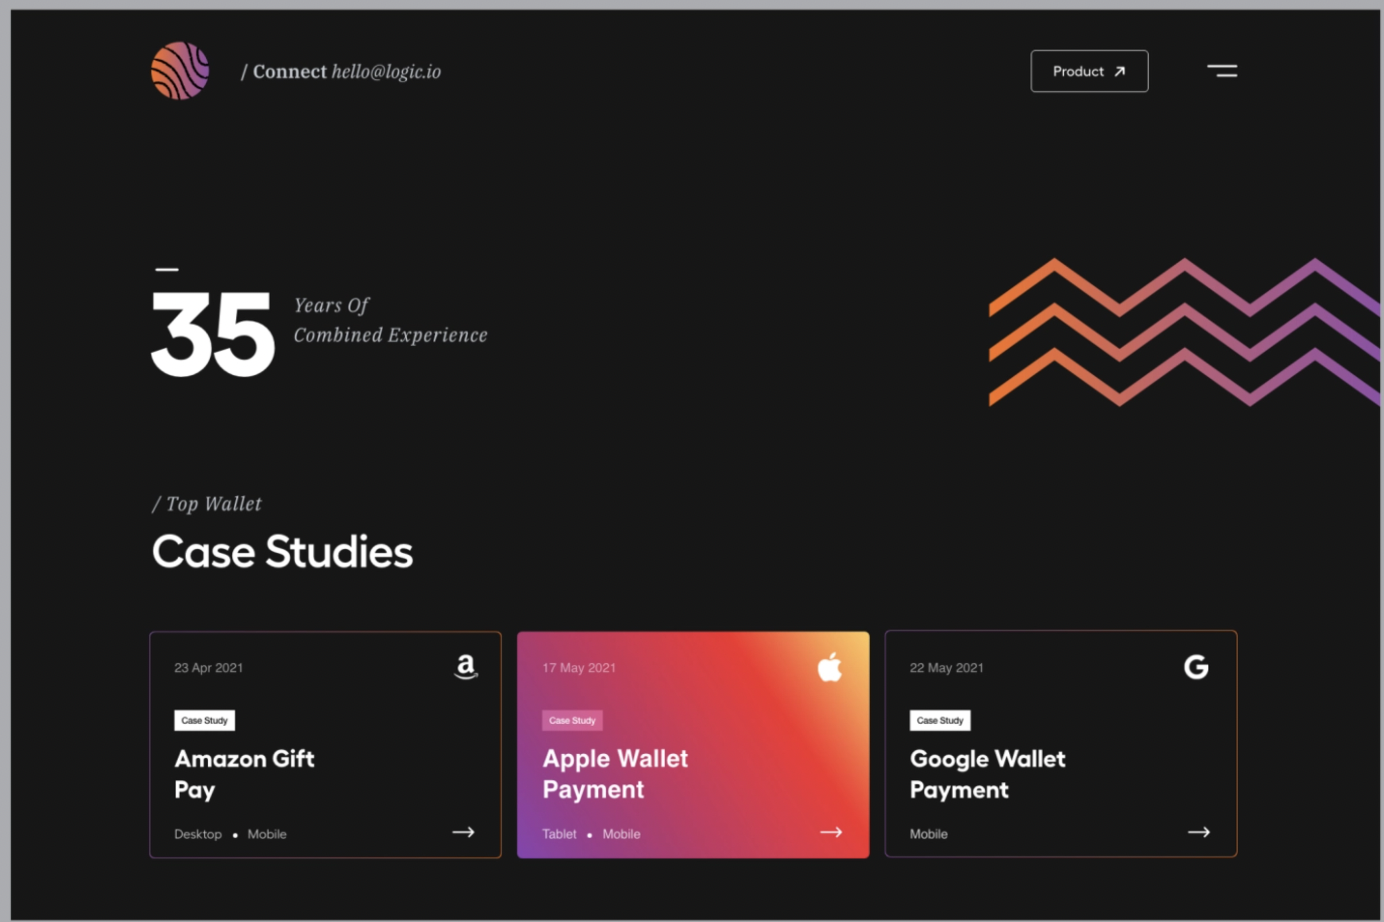 / Connect hello@logic.io
Product
35
Years Of
Combined Experience
/ Top Wallet
Case Studies
23 Apr 2021
Case Study
Amazon Gift
Pay
Desktop • Mobile
17 May 2021
Case Study
Apple Wallet
Payment
Tablet • Mobile
22 May 2021
Case Study
Google Wallet
Payment
Mobile